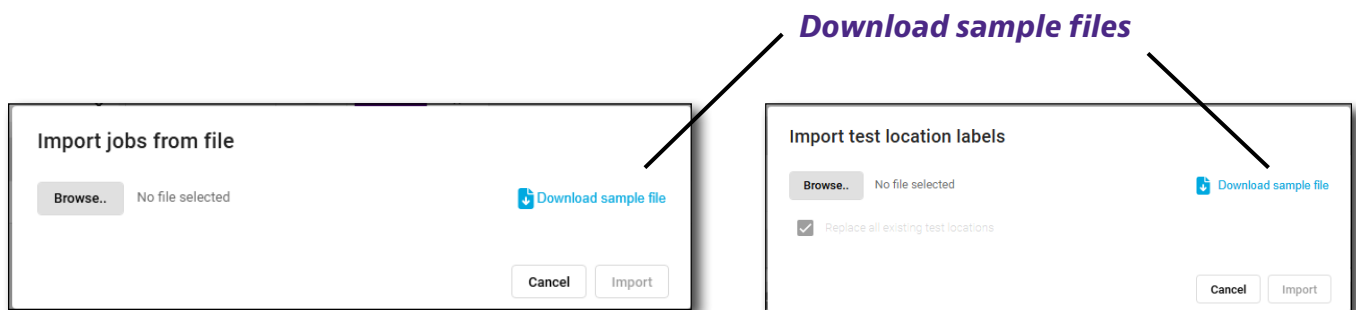 Download sample files
Import jobs from file
Browse.. No file selected Download sample file
Cancel Import
Import test location labels
Browse.. No file selected Download sample file
Replace all existing test locations
Cancel Import